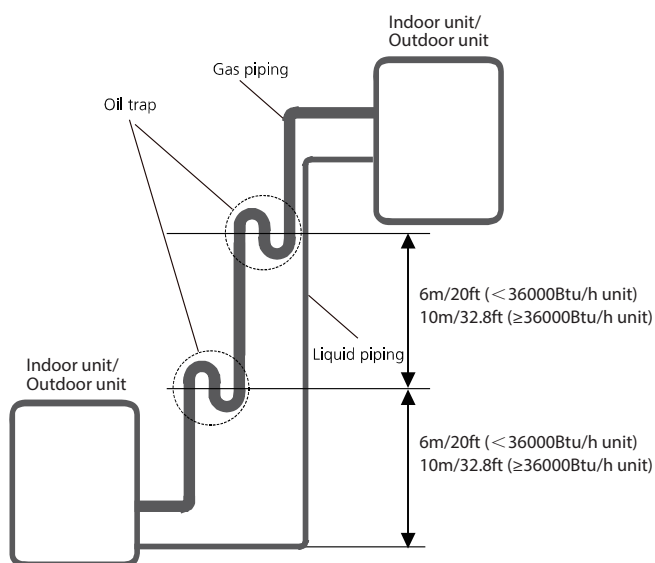 Indoor unit/
Outdoor unit
Gas piping
Oil trap
6m/20ft (＜36000Btu/h unit)
10m/32.8ft (≥36000Btu/h unit)
Liquid piping
Indoor unit/
Outdoor unit
6m/20ft (＜36000Btu/h unit)
10m/32.8ft (≥36000Btu/h unit)